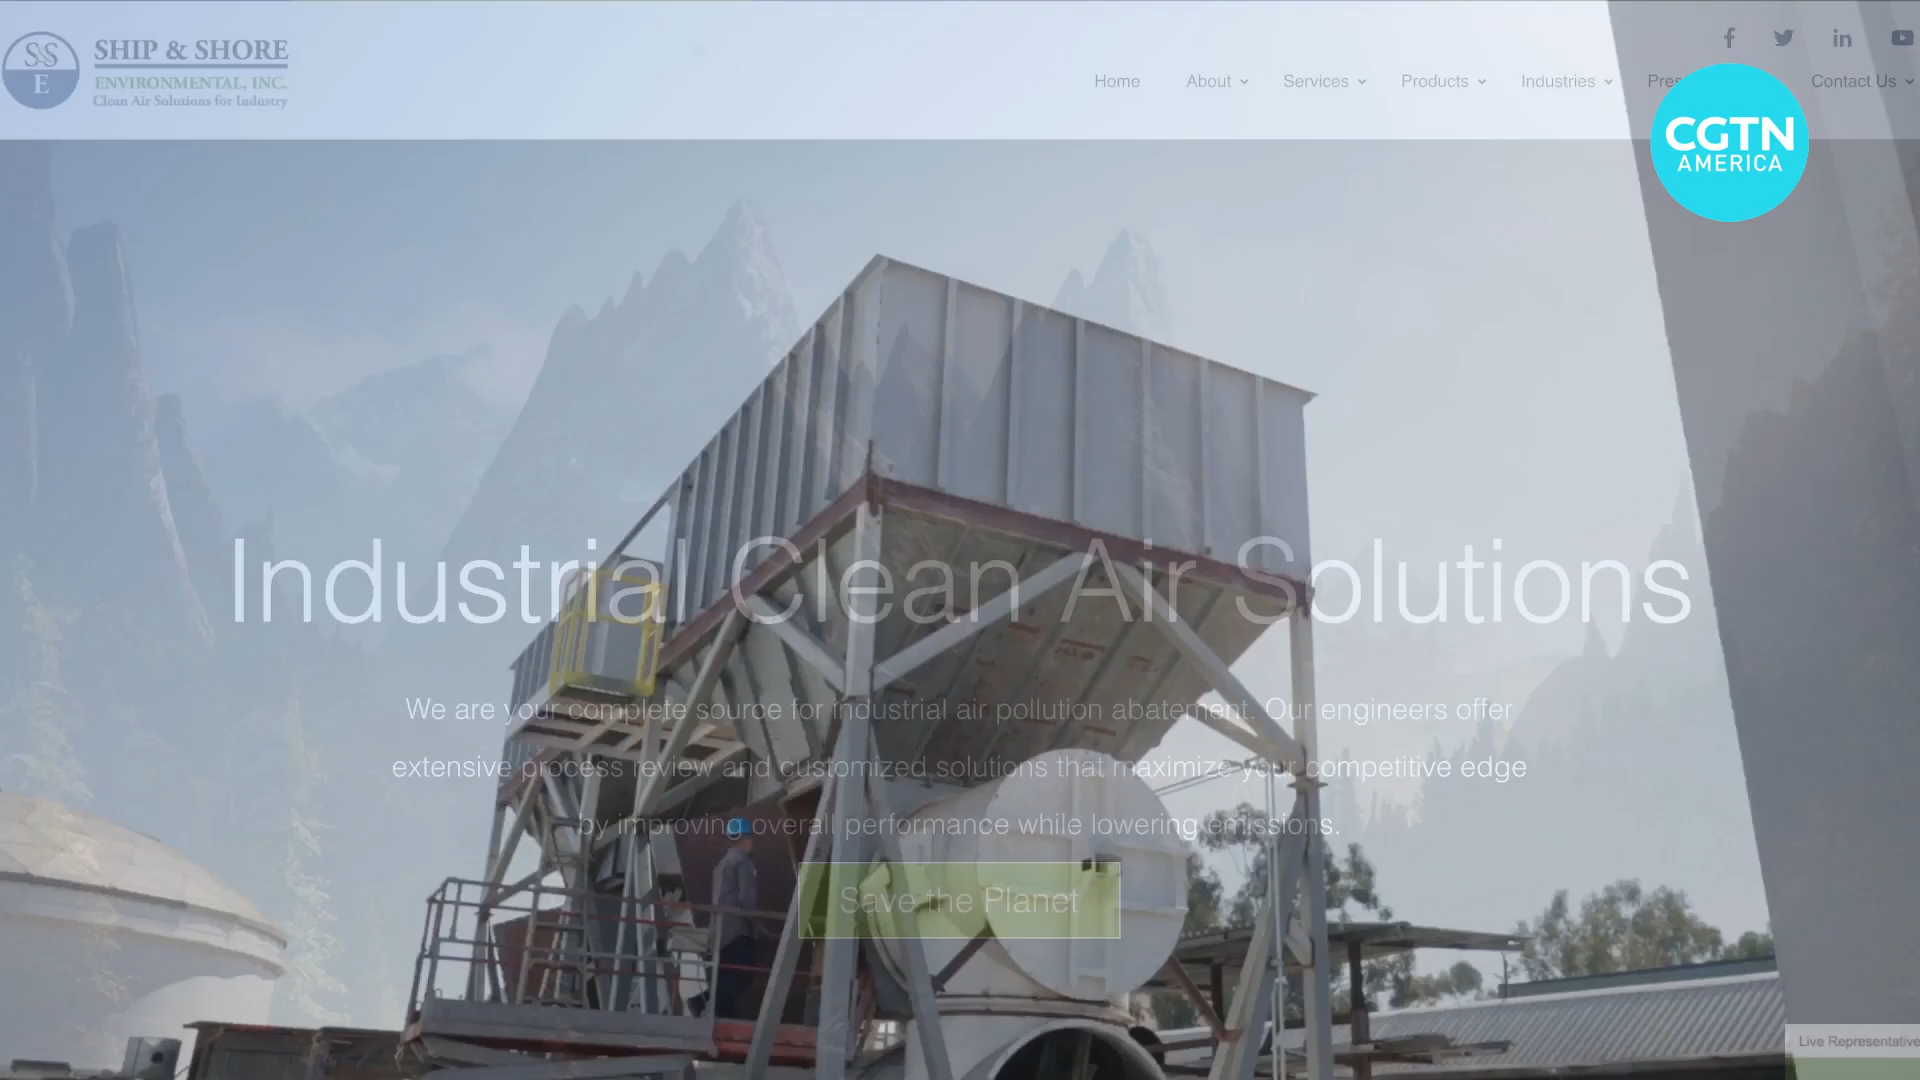 S&S
E
SHIP & SHORE
ENVIRONMENTAL, INC.
Clean Air Solutions for Industry
Home
About
Services
Products
Industries
Contact Us
CGTN
AMERICA
Industrial Clean Air Solutions
We are your complete source for industrial air pollution abatement. Our engineers offer
extensive process review and customized solutions that maximize your competitive edge
by improving overall performance while lowering emissions.
Save the Planet
Live Representative